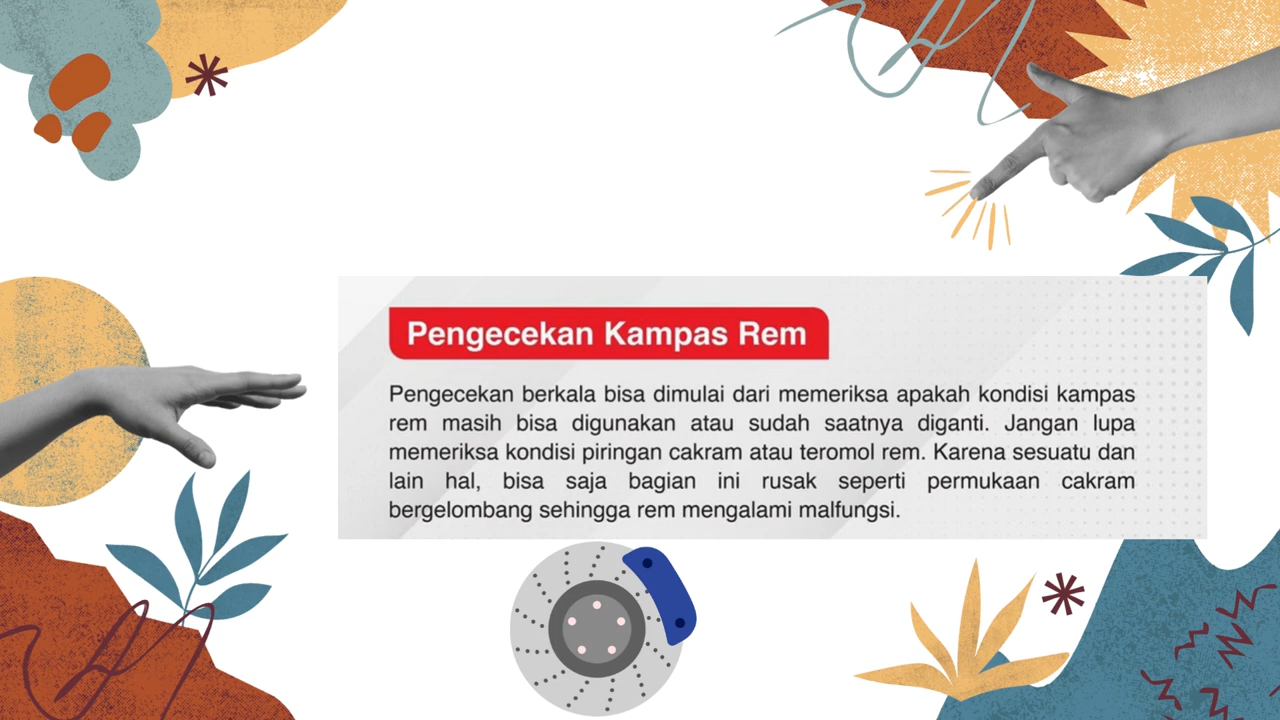 Pengecekan Kampas Rem
Pengecekan berkala bisa dimulai dari memeriksa apakah kondisi kampas
rem masih bisa digunakan atau sudah saatnya diganti. Jangan lupa
memeriksa kondisi piringan cakram atau teromol rem. Karena sesuatu dan
lain hal, bisa saja bagian ini rusak seperti permukaan cakram
bergelombang sehingga rem mengalami malfungsi.